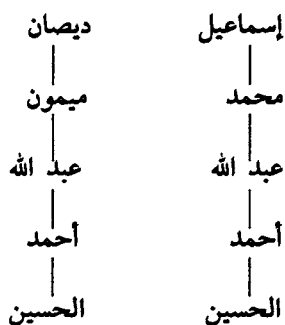 إسماعيل ديصان
محمد ميمون
عبد الله عبد الله
أحمد أحمد
الحسين الحسين